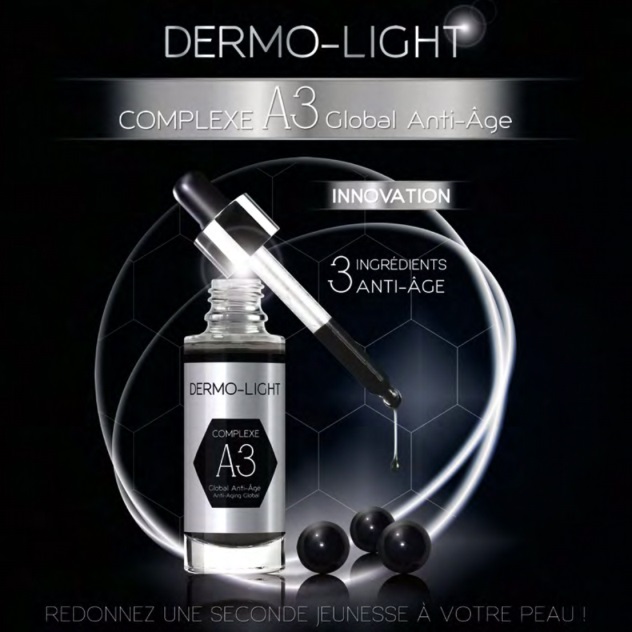 DERMO-LIGHT
COMPLEXE A3 Global Anti-Âge
INNOVATION
3 INGRÉDIENTS
ANTI-ÂGE
DERMO-LIGHT
COMPLEXE
A3
Global Anti-Âge
Anti-Aging Global
REDONNEZ UNE SECONDE JEUNESSE À VOTRE PEAU !